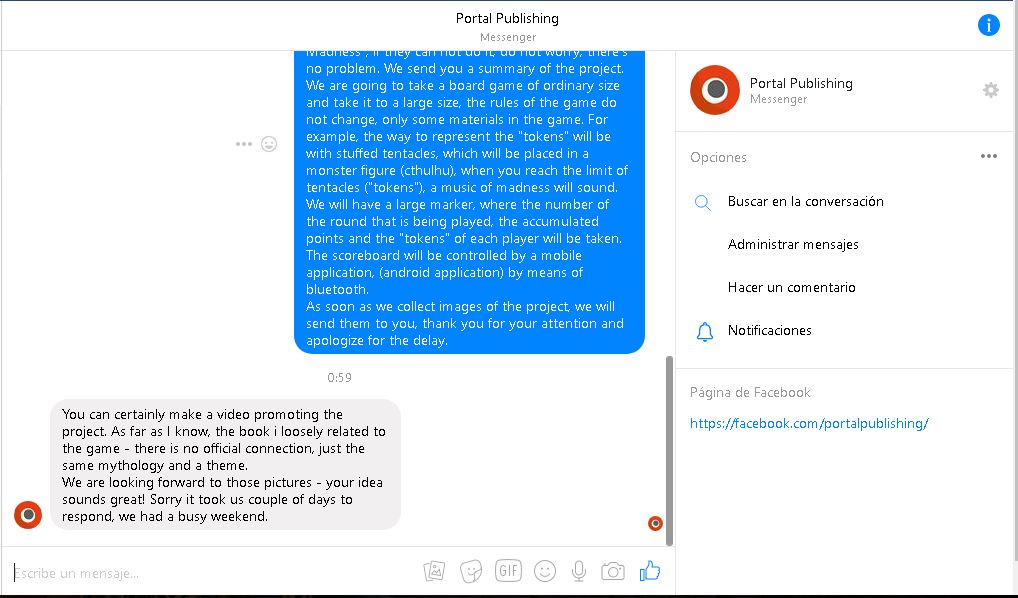 Portal Publishing
Messenger
Madness", if they can not do it, do not worry, there's
no problem. We send you a summary of the project.
We are going to take a board game of ordinary size
and take it to a large size, the rules of the game do
not change, only some materials in the game. For
example, the way to represent the "tokens" will be
with stuffed tentacles, which will be placed in a
monster figure (cthulhu), when you reach the limit of
tentacles ("tokens"), a music of madness will sound.
We will have a large marker, where the number of
the round that is being played, the accumulated
points and the "tokens" of each player will be taken.
The scoreboard will be controlled by a mobile
application, (android application) by means of
bluetooth.
As soon as we collect images of the project, we will
send them to you, thank you for your attention and
apologize for the delay.
0:59
You can certainly make a video promoting the
project. As far as I know, the book i loosely related to
the game - there is no official connection, just the
same mythology and a theme.
We are looking forward to those pictures - your idea
sounds great! Sorry it took us couple of days to
respond, we had a busy weekend.
Escribe un mensaje...
GIF
Portal Publishing
Messenger
Opciones
Buscar en la conversación
Administrar mensajes
Hacer un comentario
Notificaciones
Página de Facebook
https://facebook.com/portalpublishing/